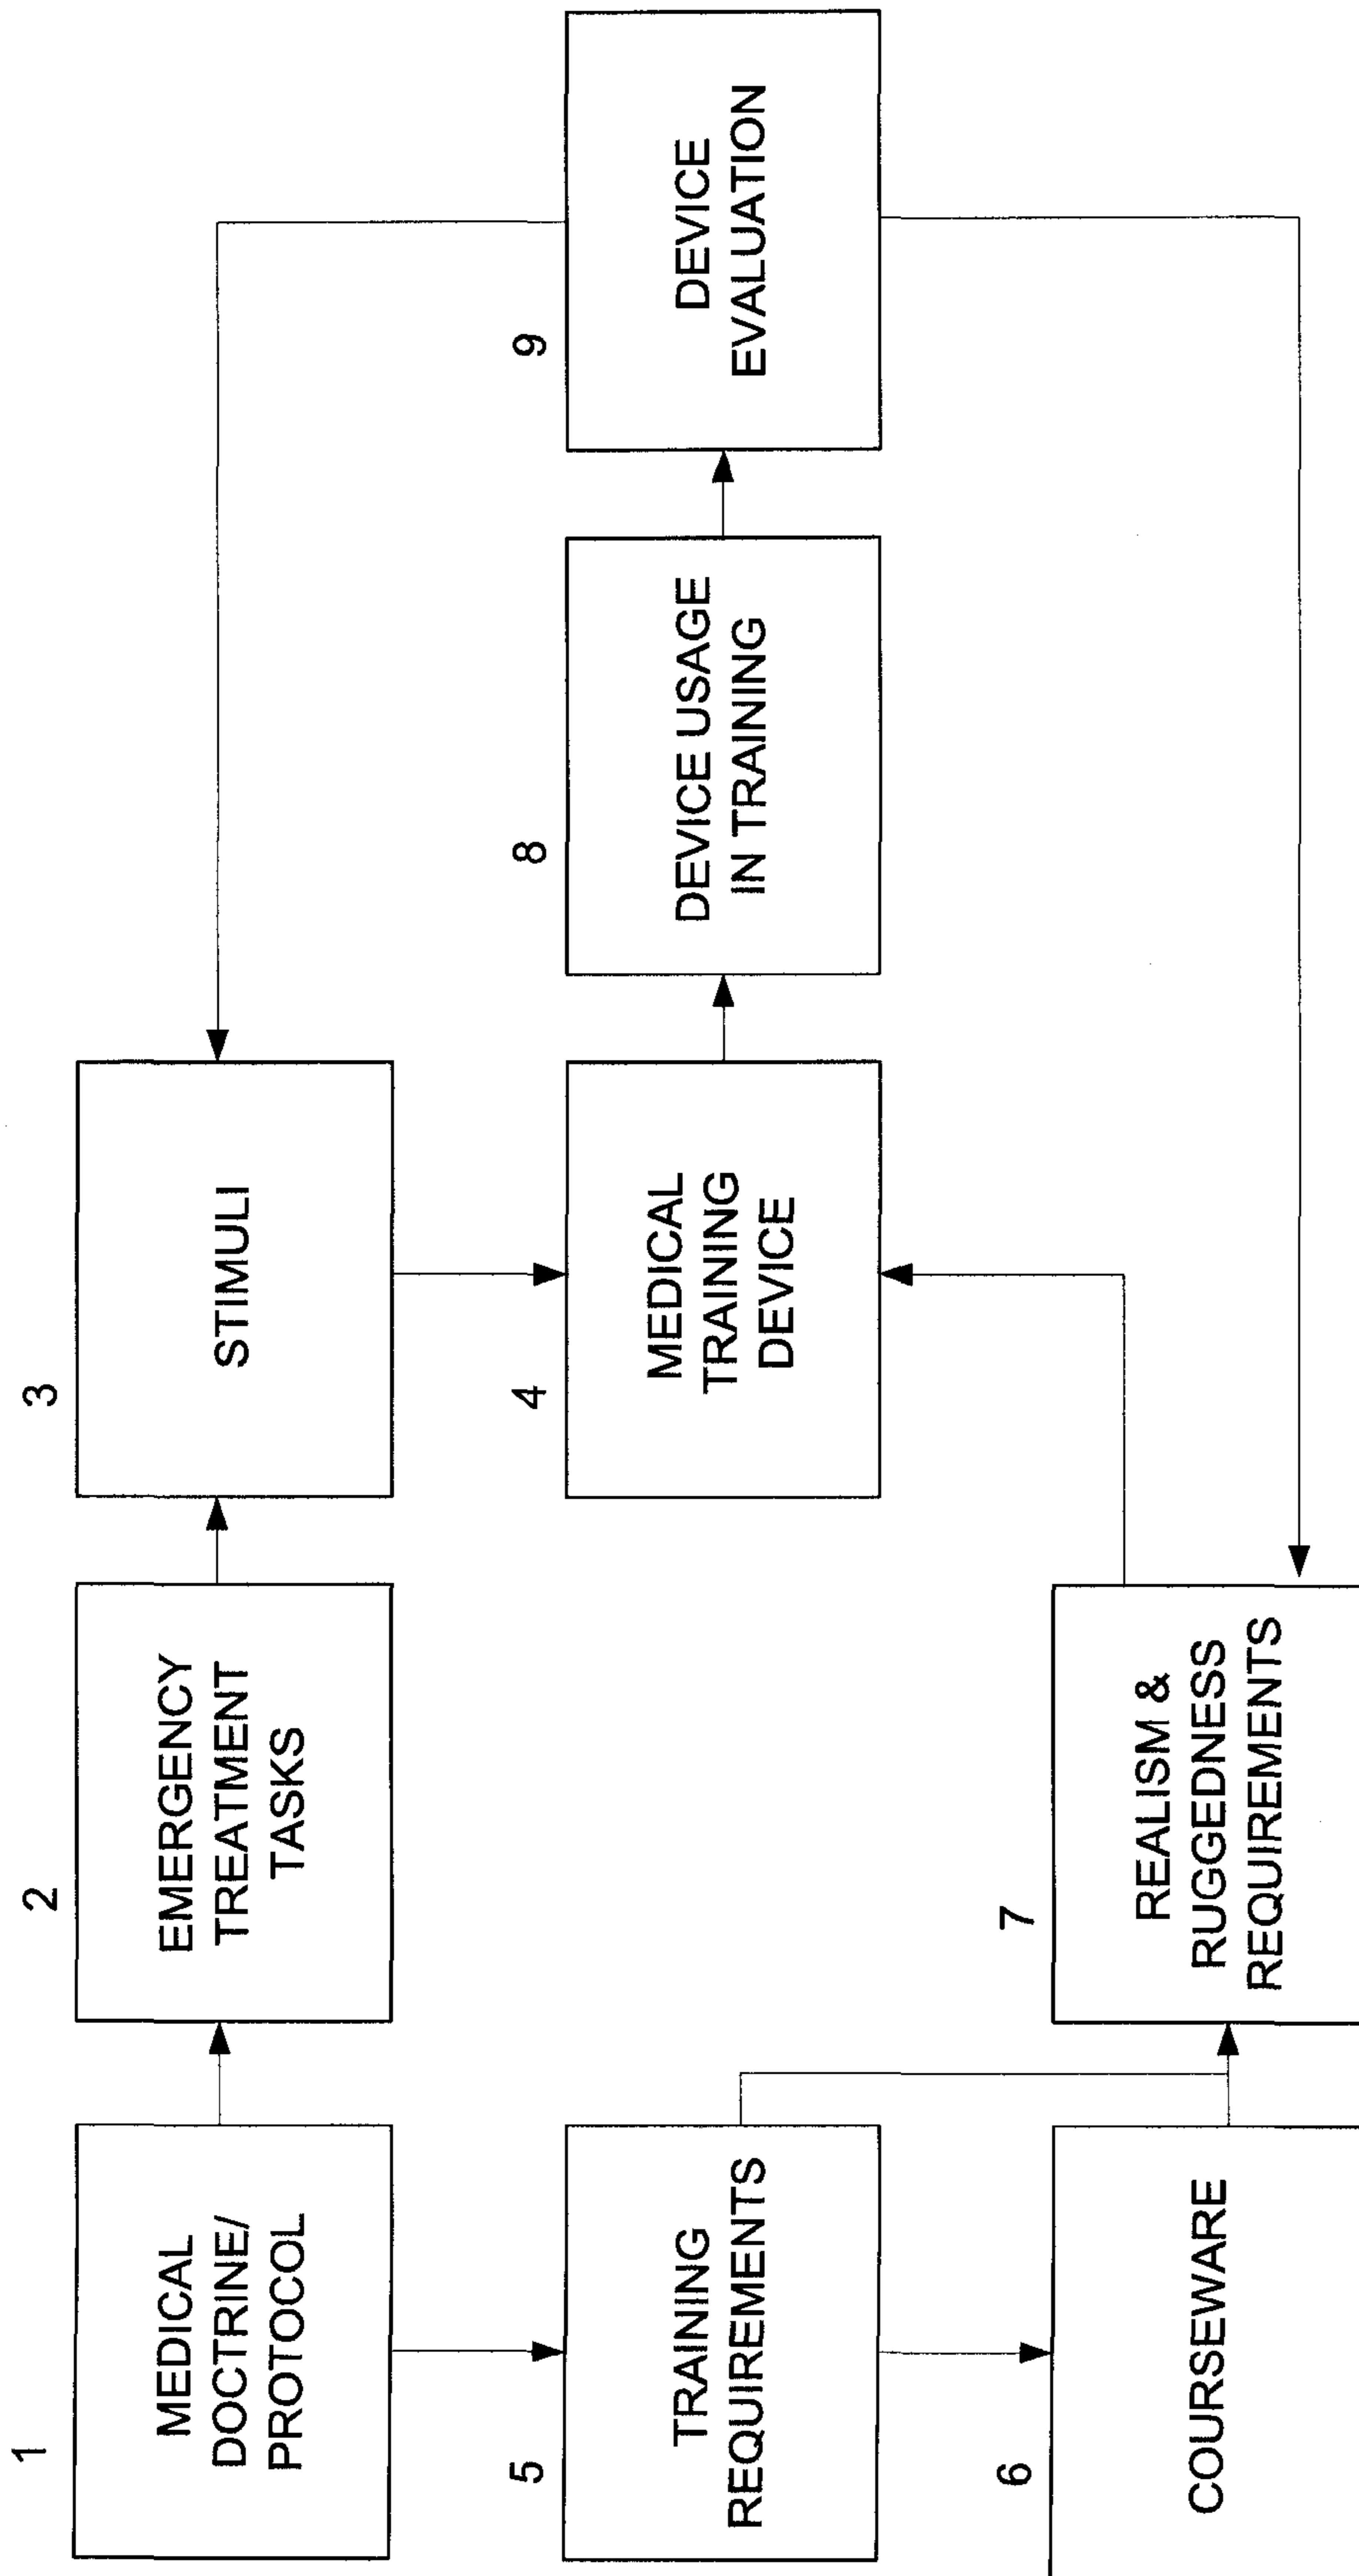 1
MEDICAL
DOCTRINE/
PROTOCOL
2
EMERGENCY
TREATMENT
TASKS
3
STIMULI
4
MEDICAL
TRAINING
DEVICE
5
TRAINING
REQUIREMENTS
6
COURSEWARE
7
REALISM &
RUGGEDNESS
REQUIREMENTS
8
DEVICE USAGE
IN TRAINING
9
DEVICE
EVALUATION